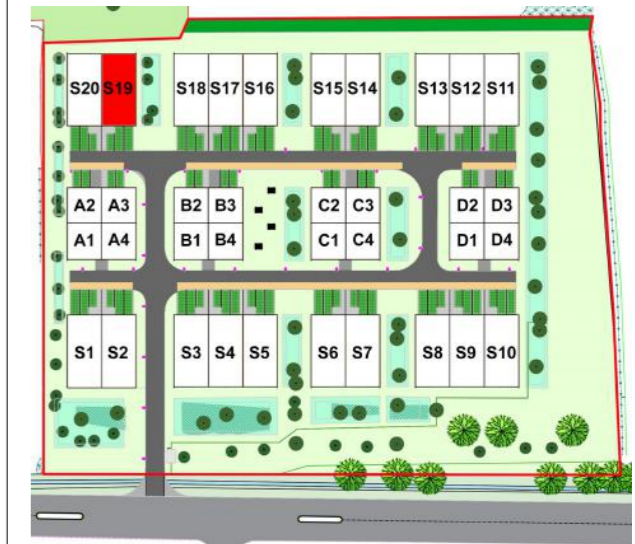 S20 S19 S18 S17 S16 S15 S14 S13 S12 S11
A2 A3 B2 B3 C2 C3 D2 D3
A1 A4 B1 B4 C1 C4 D1 D4
S1 S2 S3 S4 S5 S6 S7 S8 S9 S10